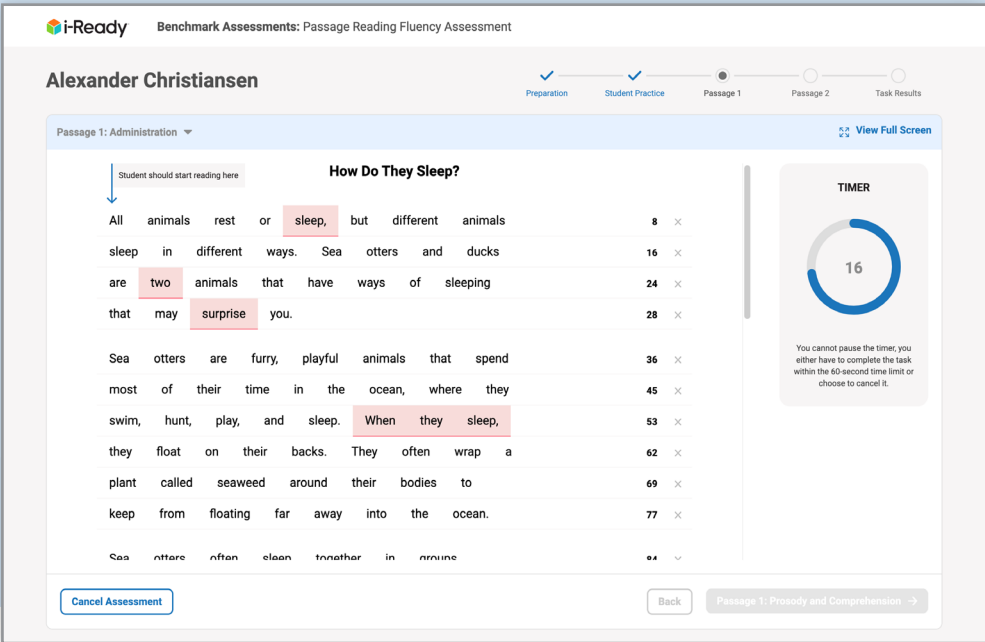 i-Ready Benchmark Assessments: Passage Reading Fluency Assessment
Alexander Christiansen
Preparation Student Practice Passage 1 Passage 2 Task Results
Passage 1: Administration View Full Screen
Student should start reading here
How Do They Sleep?
All animals rest or sleep, but different animals 8 ×
sleep in different ways. Sea otters and ducks 16 ×
are two animals that have ways of sleeping 24 ×
that may surprise you. 28 ×
Sea otters are furry, playful animals that spend 36 ×
most of their time in the ocean, where they 45 ×
swim, hunt, play, and sleep. When they sleep, 53 ×
they float on their backs. They often wrap a 62 ×
plant called seaweed around their bodies to 69 ×
keep from floating far away into the ocean. 77 ×
Sea otters often sleep together in groups 84 ×
TIMER
16
You cannot pause the timer, you
either have to complete the task
within the 60-second time limit or
choose to cancel it.
Cancel Assessment Back Passage 1: Prosody and Comprehension →